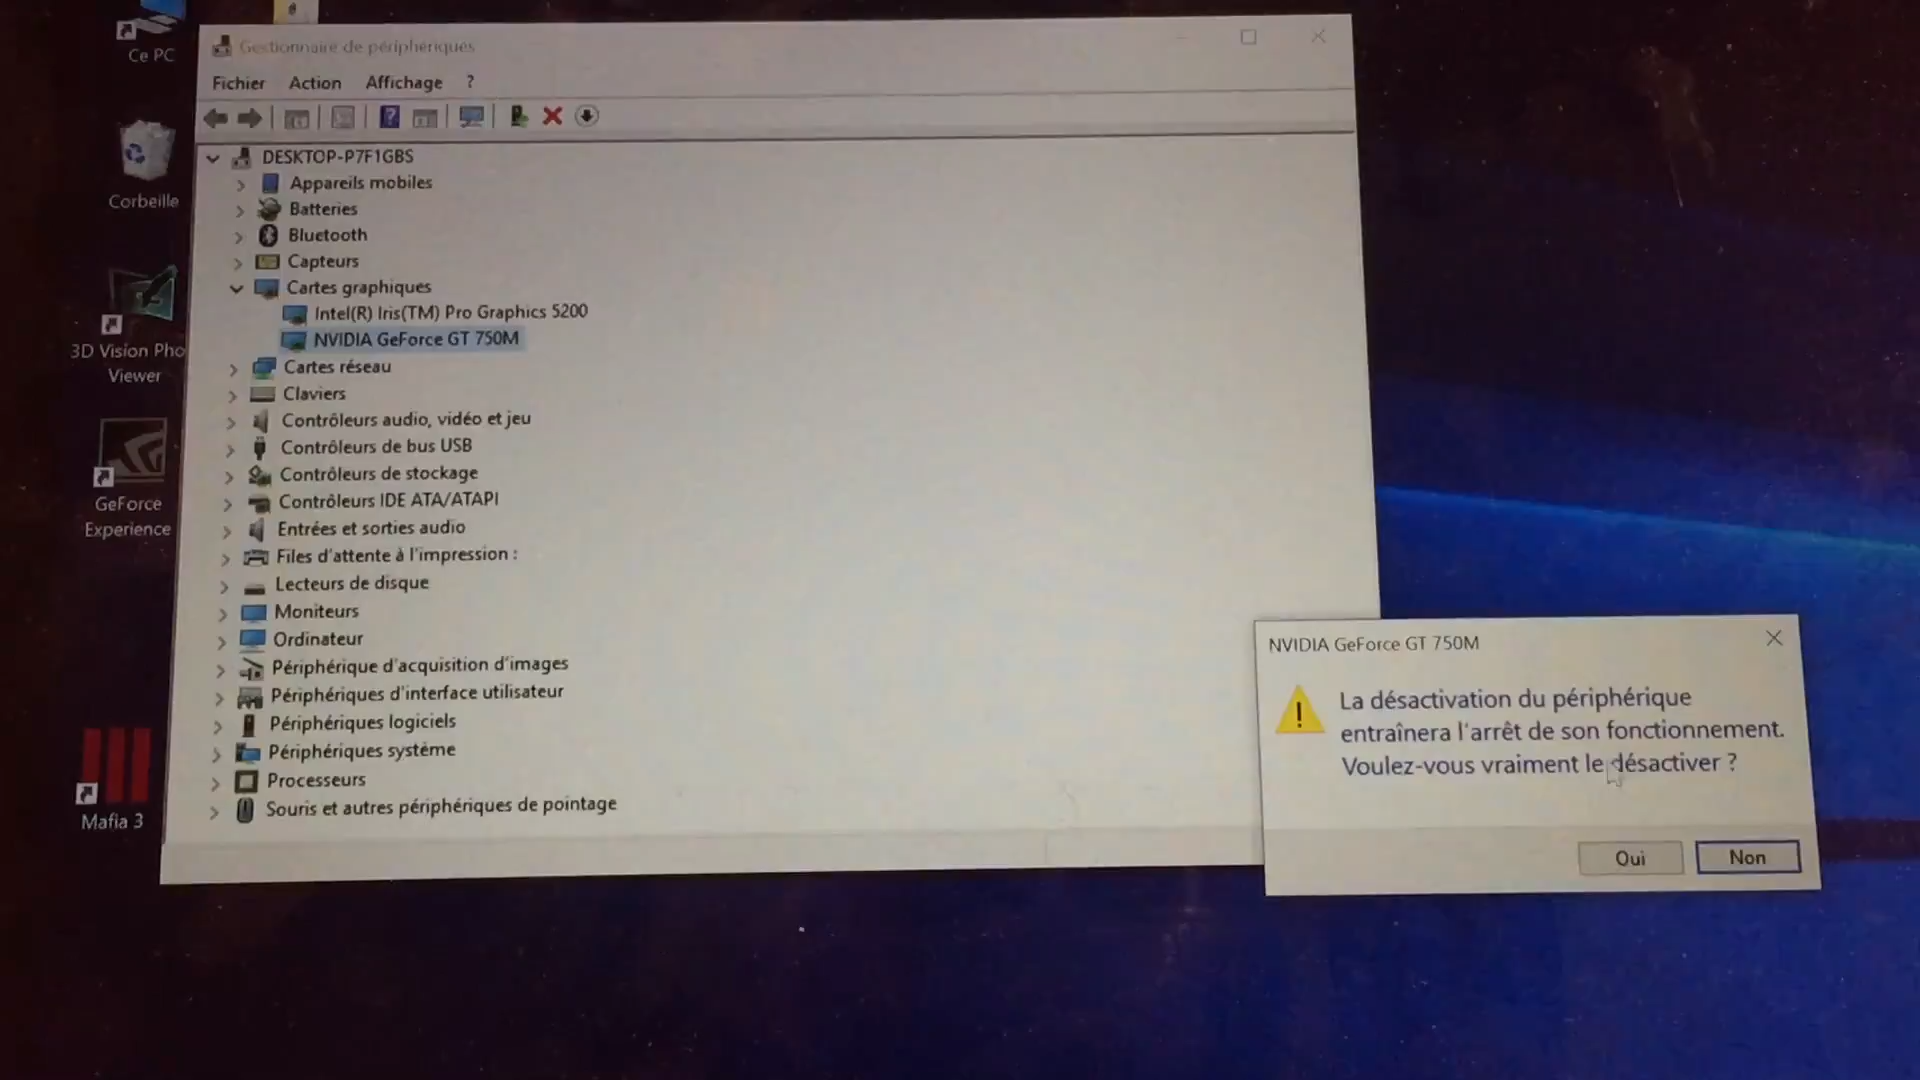 Ce PC
Corbeille
3D Vision Pho
Viewer
GeForce
Experience
Mafia 3
Gestionnaire de périphériques
Fichier Action Affichage ?
DESKTOP-P7F1GBS
Appareils mobiles
Batteries
Bluetooth
Capteurs
Cartes graphiques
Intel(R) Iris(TM) Pro Graphics 5200
NVIDIA GeForce GT 750M
Cartes réseau
Claviers
Contrôleurs audio, vidéo et jeu
Contrôleurs de bus USB
Contrôleurs de stockage
Contrôleurs IDE ATA/ATAPI
Entrées et sorties audio
Files d'attente à l'impression :
Lecteurs de disque
Moniteurs
Ordinateur
Périphérique d'acquisition d'images
Périphériques d'interface utilisateur
Périphériques logiciels
Périphériques système
Processeurs
Souris et autres périphériques de pointage
NVIDIA GeForce GT 750M
La désactivation du périphérique
entraînera l'arrêt de son fonctionnement.
Voulez-vous vraiment le désactiver ?
Oui Non